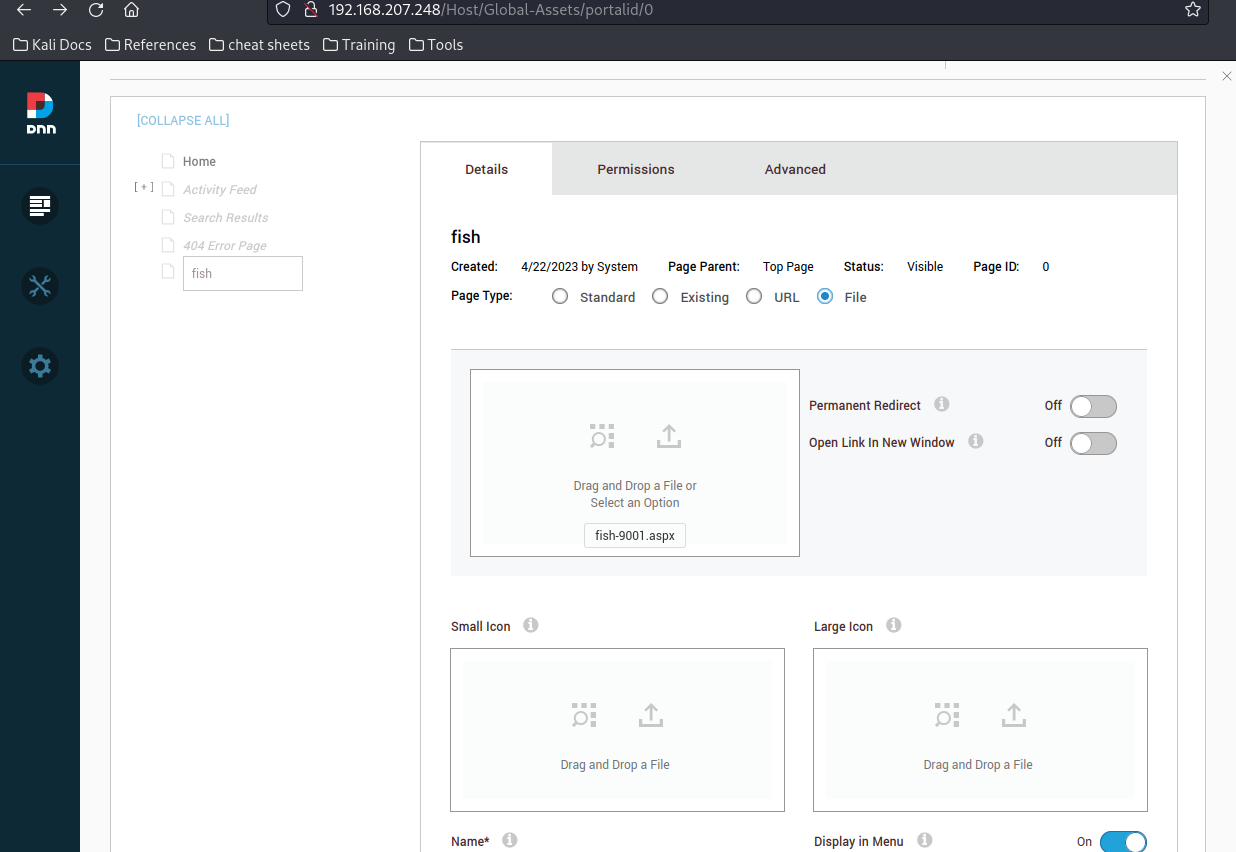 192.168.207.248/Host/Global-Assets/portalid/0
Kali Docs References cheat sheets Training Tools
dnn
[COLLAPSE ALL]
Home
[+] Activity Feed
Search Results
404 Error Page
fish
Details Permissions Advanced
fish
Created: 4/22/2023 by System Page Parent: Top Page Status: Visible Page ID: 0
Page Type: Standard Existing URL File
Drag and Drop a File or
Select an Option
fish-9001.aspx
Permanent Redirect Off
Open Link In New Window Off
Small Icon
Drag and Drop a File
Large Icon
Drag and Drop a File
Name*
Display in Menu On